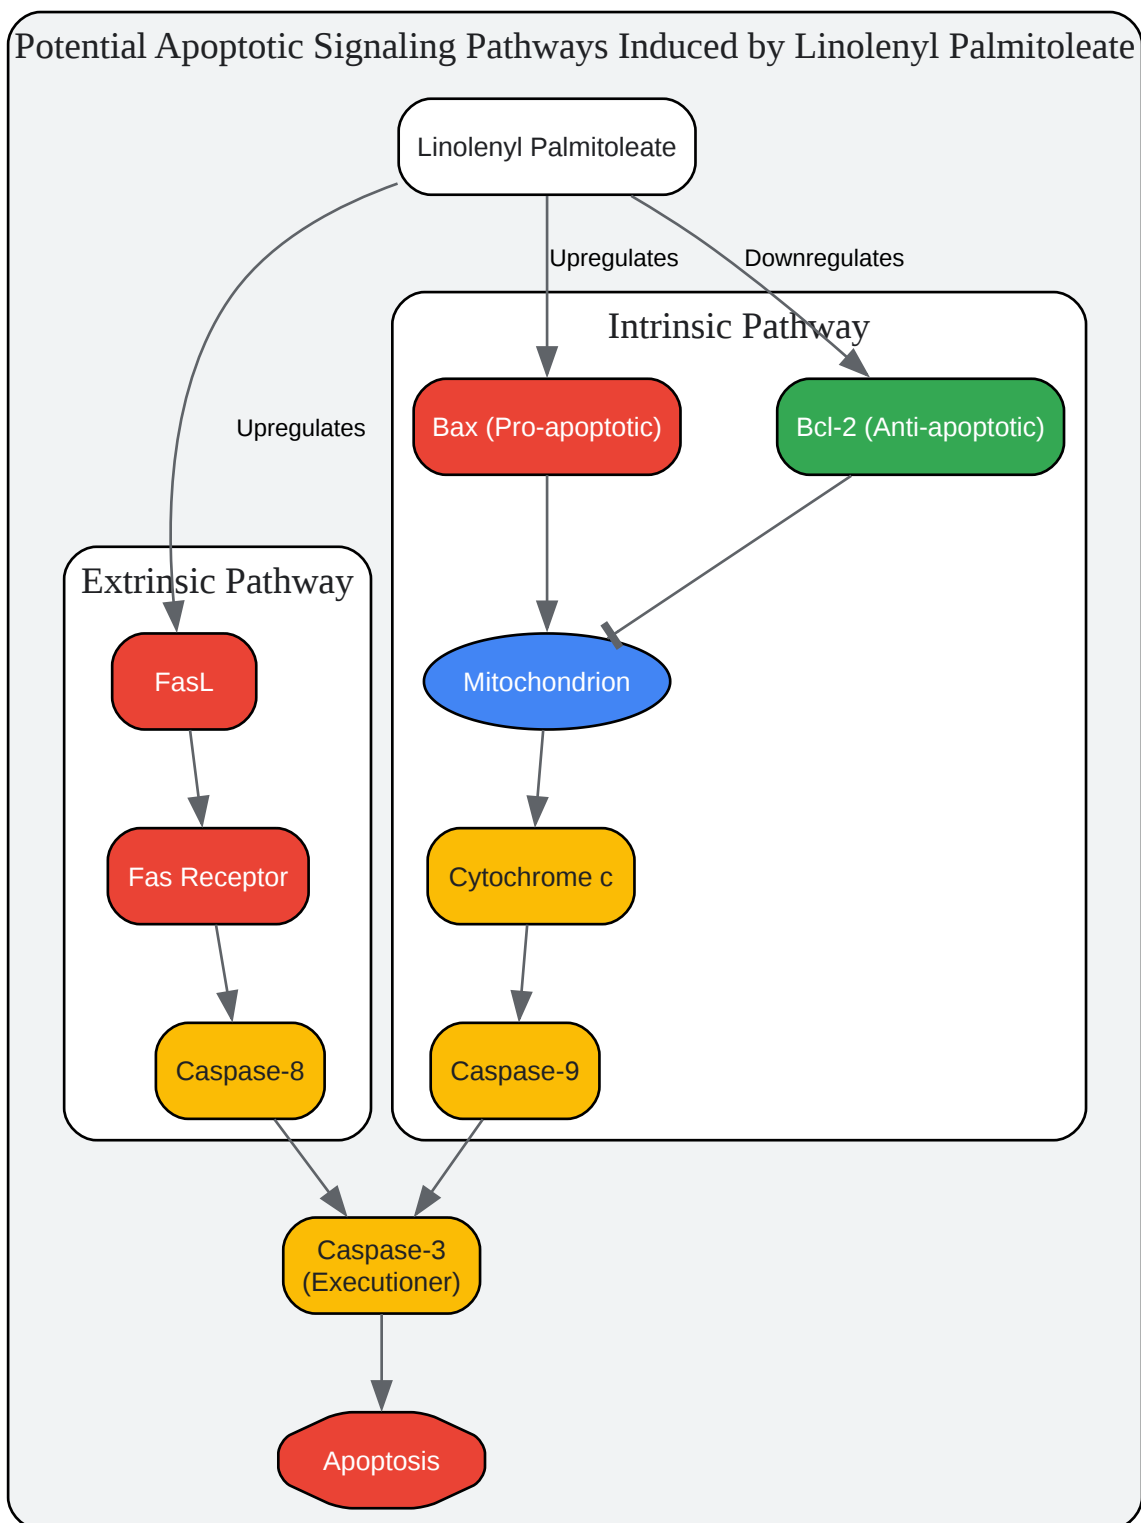 Potential Apoptotic Signaling Pathways Induced by Linolenyl Palmitoleate
Linolenyl Palmitoleate
Upregulates
Downregulates
Intrinsic Pathway
Bax (Pro-apoptotic)
Bcl-2 (Anti-apoptotic)
Upregulates
Extrinsic Pathway
FasL
Mitochondrion
Fas Receptor
Cytochrome c
Caspase-8
Caspase-9
Caspase-3
(Executioner)
Apoptosis